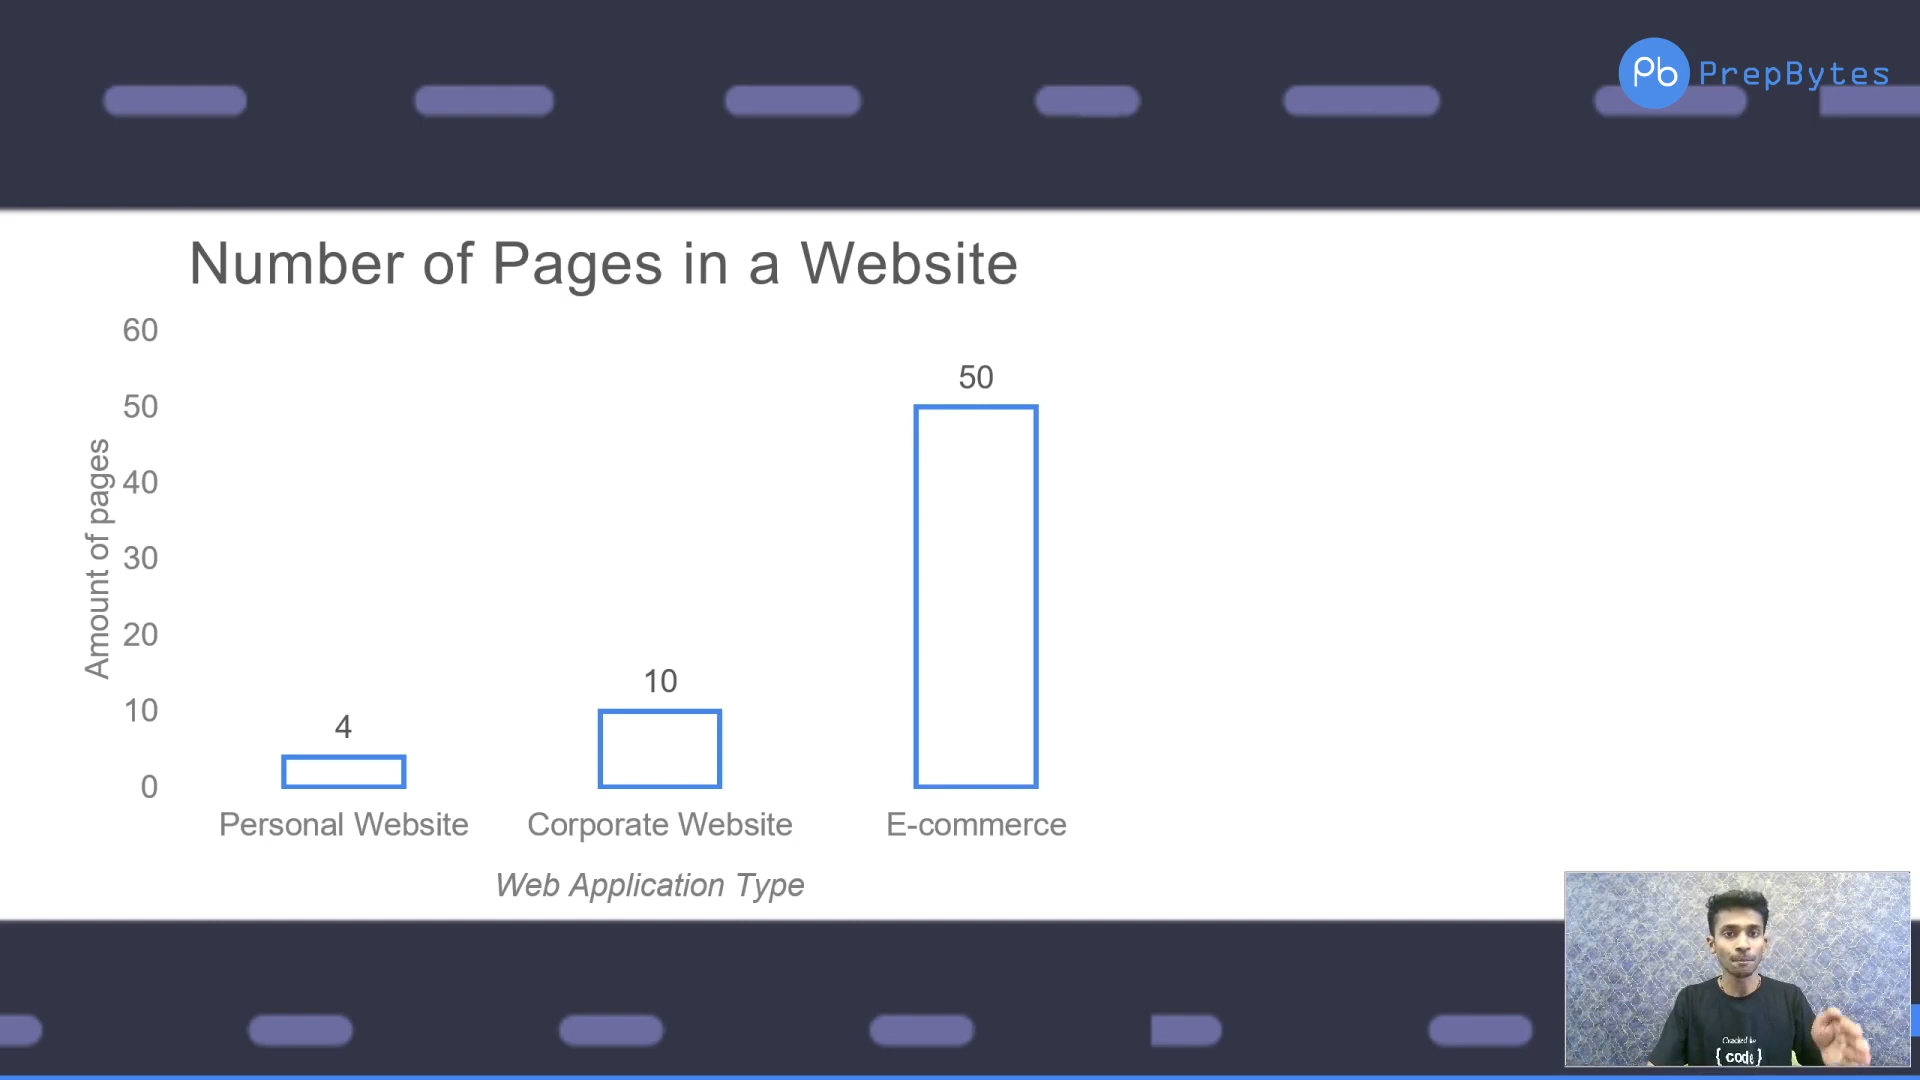 Pb PrepBytes
Number of Pages in a Website
60
50
40
30
20
10
0
Amount of pages
4
10
50
Personal Website
Corporate Website
E-commerce
Web Application Type
{ code }